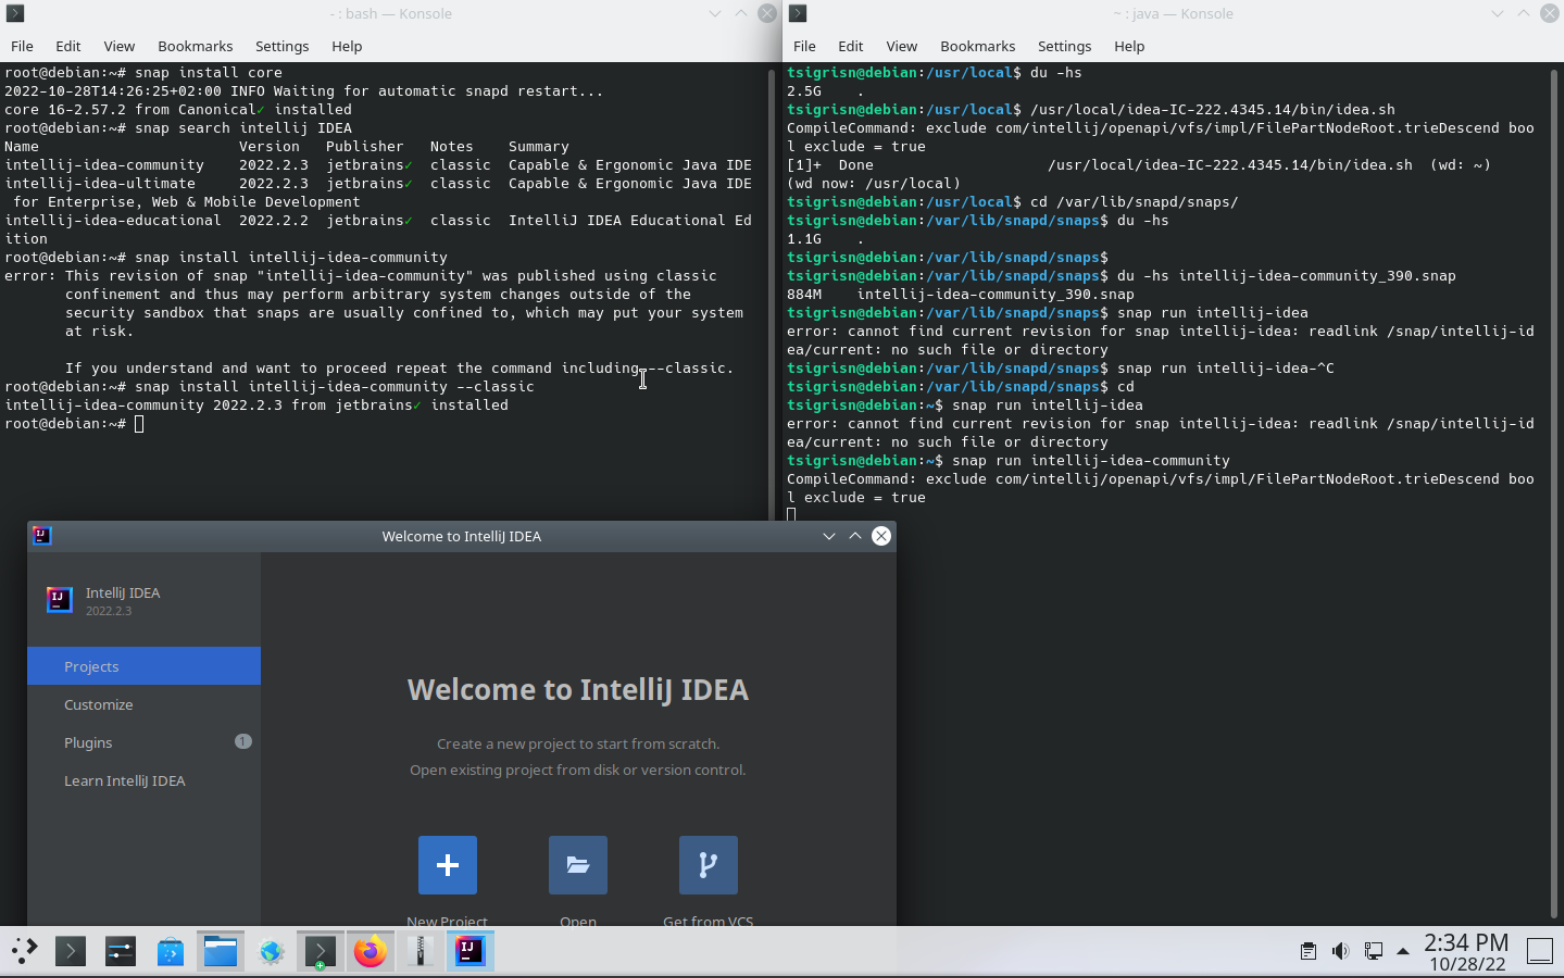 - : bash — Konsole
File Edit View Bookmarks Settings Help
root@debian:~# snap install core
2022-10-28T14:26:25+02:00 INFO Waiting for automatic snapd restart...
core 16-2.57.2 from Canonical✓ installed
root@debian:~# snap search intellij IDEA
Name Version Publisher Notes Summary
intellij-idea-community 2022.2.3 jetbrains✓ classic Capable & Ergonomic Java IDE
intellij-idea-ultimate 2022.2.3 jetbrains✓ classic Capable & Ergonomic Java IDE
for Enterprise, Web & Mobile Development
intellij-idea-educational 2022.2.2 jetbrains✓ classic IntelliJ IDEA Educational Ed
ition
root@debian:~# snap install intellij-idea-community
error: This revision of snap "intellij-idea-community" was published using classic
confinement and thus may perform arbitrary system changes outside of the
security sandbox that snaps are usually confined to, which may put your system
at risk.
If you understand and want to proceed repeat the command including --classic.
root@debian:~# snap install intellij-idea-community --classic
intellij-idea-community 2022.2.3 from jetbrains✓ installed
root@debian:~#
~ : java — Konsole
File Edit View Bookmarks Settings Help
tsigrisn@debian:/usr/local$ du -hs
2.5G .
tsigrisn@debian:/usr/local$ /usr/local/idea-IC-222.4345.14/bin/idea.sh
CompileCommand: exclude com/intellij/openapi/vfs/impl/FilePartNodeRoot.trieDescend boo
l exclude = true
[1]+ Done /usr/local/idea-IC-222.4345.14/bin/idea.sh (wd: ~)
(wd now: /usr/local)
tsigrisn@debian:/usr/local$ cd /var/lib/snapd/snaps/
tsigrisn@debian:/var/lib/snapd/snaps$ du -hs
1.1G .
tsigrisn@debian:/var/lib/snapd/snaps$
tsigrisn@debian:/var/lib/snapd/snaps$ du -hs intellij-idea-community_390.snap
884M intellij-idea-community_390.snap
tsigrisn@debian:/var/lib/snapd/snaps$ snap run intellij-idea
error: cannot find current revision for snap intellij-idea: readlink /snap/intellij-id
ea/current: no such file or directory
tsigrisn@debian:/var/lib/snapd/snaps$ snap run intellij-idea-^C
tsigrisn@debian:/var/lib/snapd/snaps$ cd
tsigrisn@debian:~$ snap run intellij-idea
error: cannot find current revision for snap intellij-idea: readlink /snap/intellij-id
ea/current: no such file or directory
tsigrisn@debian:~$ snap run intellij-idea-community
CompileCommand: exclude com/intellij/openapi/vfs/impl/FilePartNodeRoot.trieDescend boo
l exclude = true
Welcome to IntelliJ IDEA
IntelliJ IDEA
2022.2.3
Projects
Customize
Plugins 1
Learn IntelliJ IDEA
Welcome to IntelliJ IDEA
Create a new project to start from scratch.
Open existing project from disk or version control.
New Project Open Get from VCS
2:34 PM
10/28/22